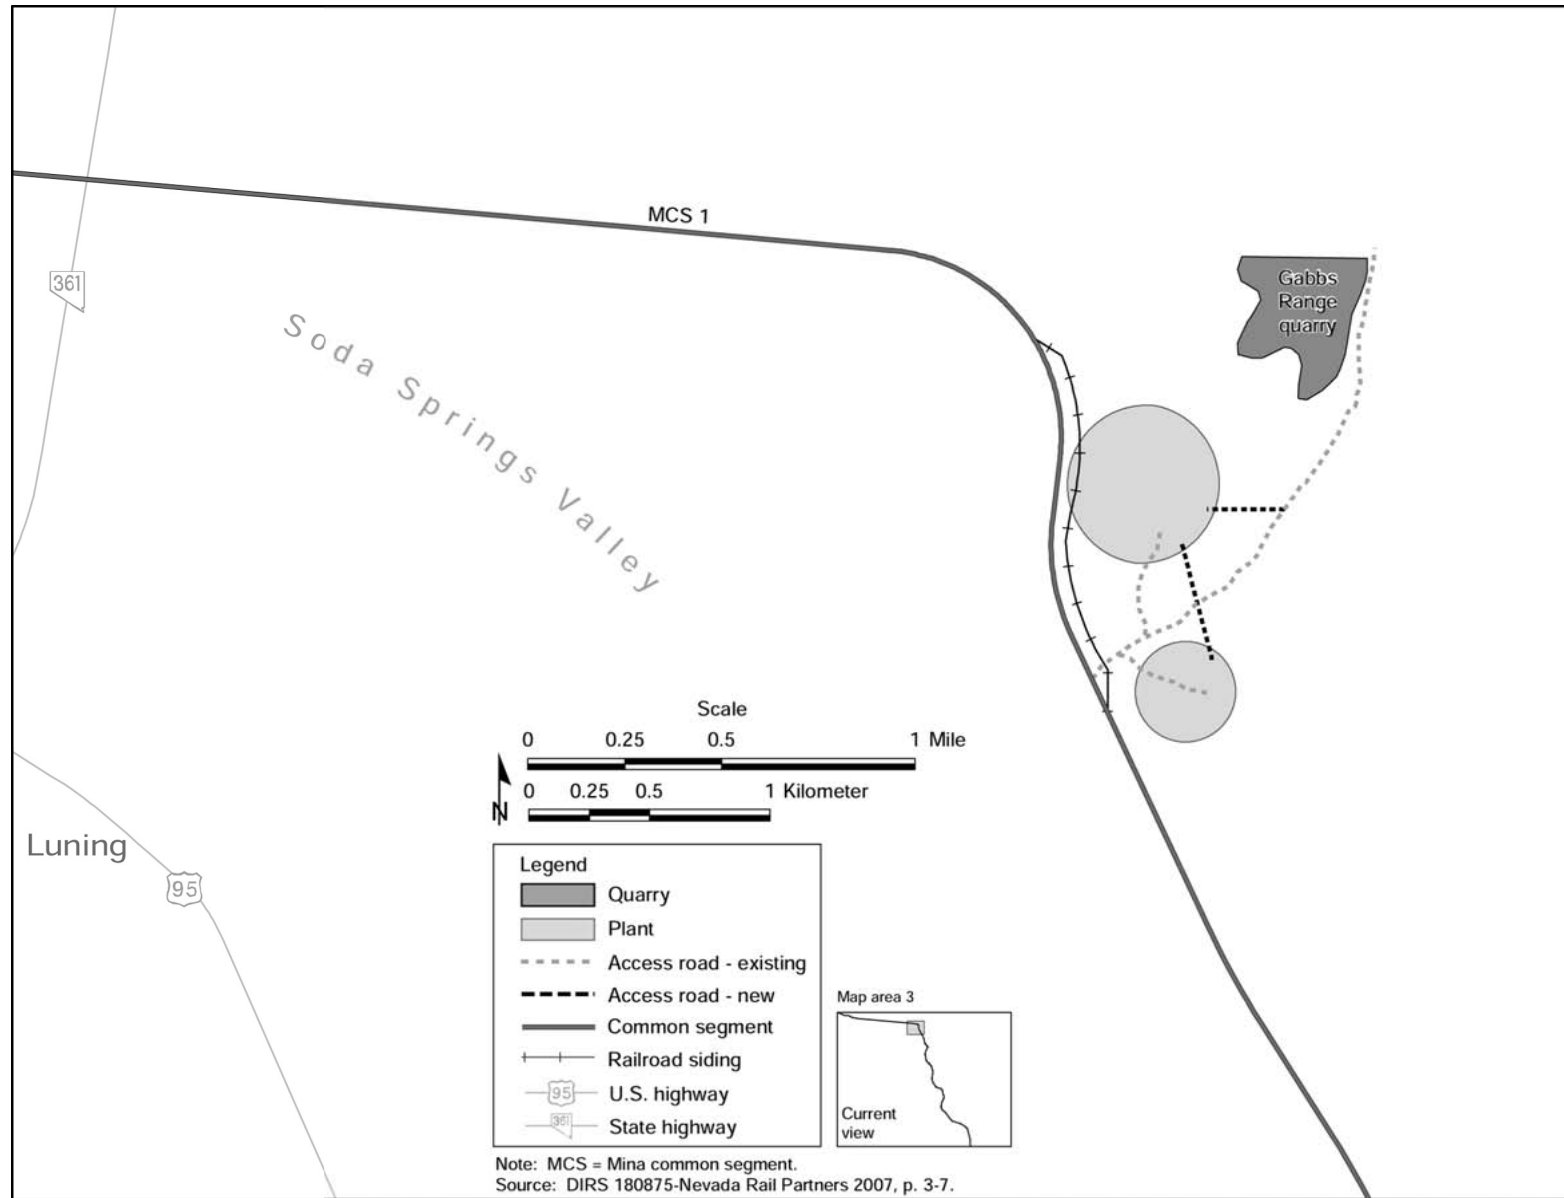 MCS 1
361
Gabbs
Range
quarry
Soda Springs Valley
Scale
0 0.25 0.5 1 Mile
0 0.25 0.5 1 Kilometer
N
Luning
95
Legend
Quarry
Plant
Access road - existing
Access road - new
Common segment
Railroad siding
95 U.S. highway
361 State highway
Map area 3
Current
view
Note: MCS = Mina common segment.
Source: DIRS 180875-Nevada Rail Partners 2007, p. 3-7.